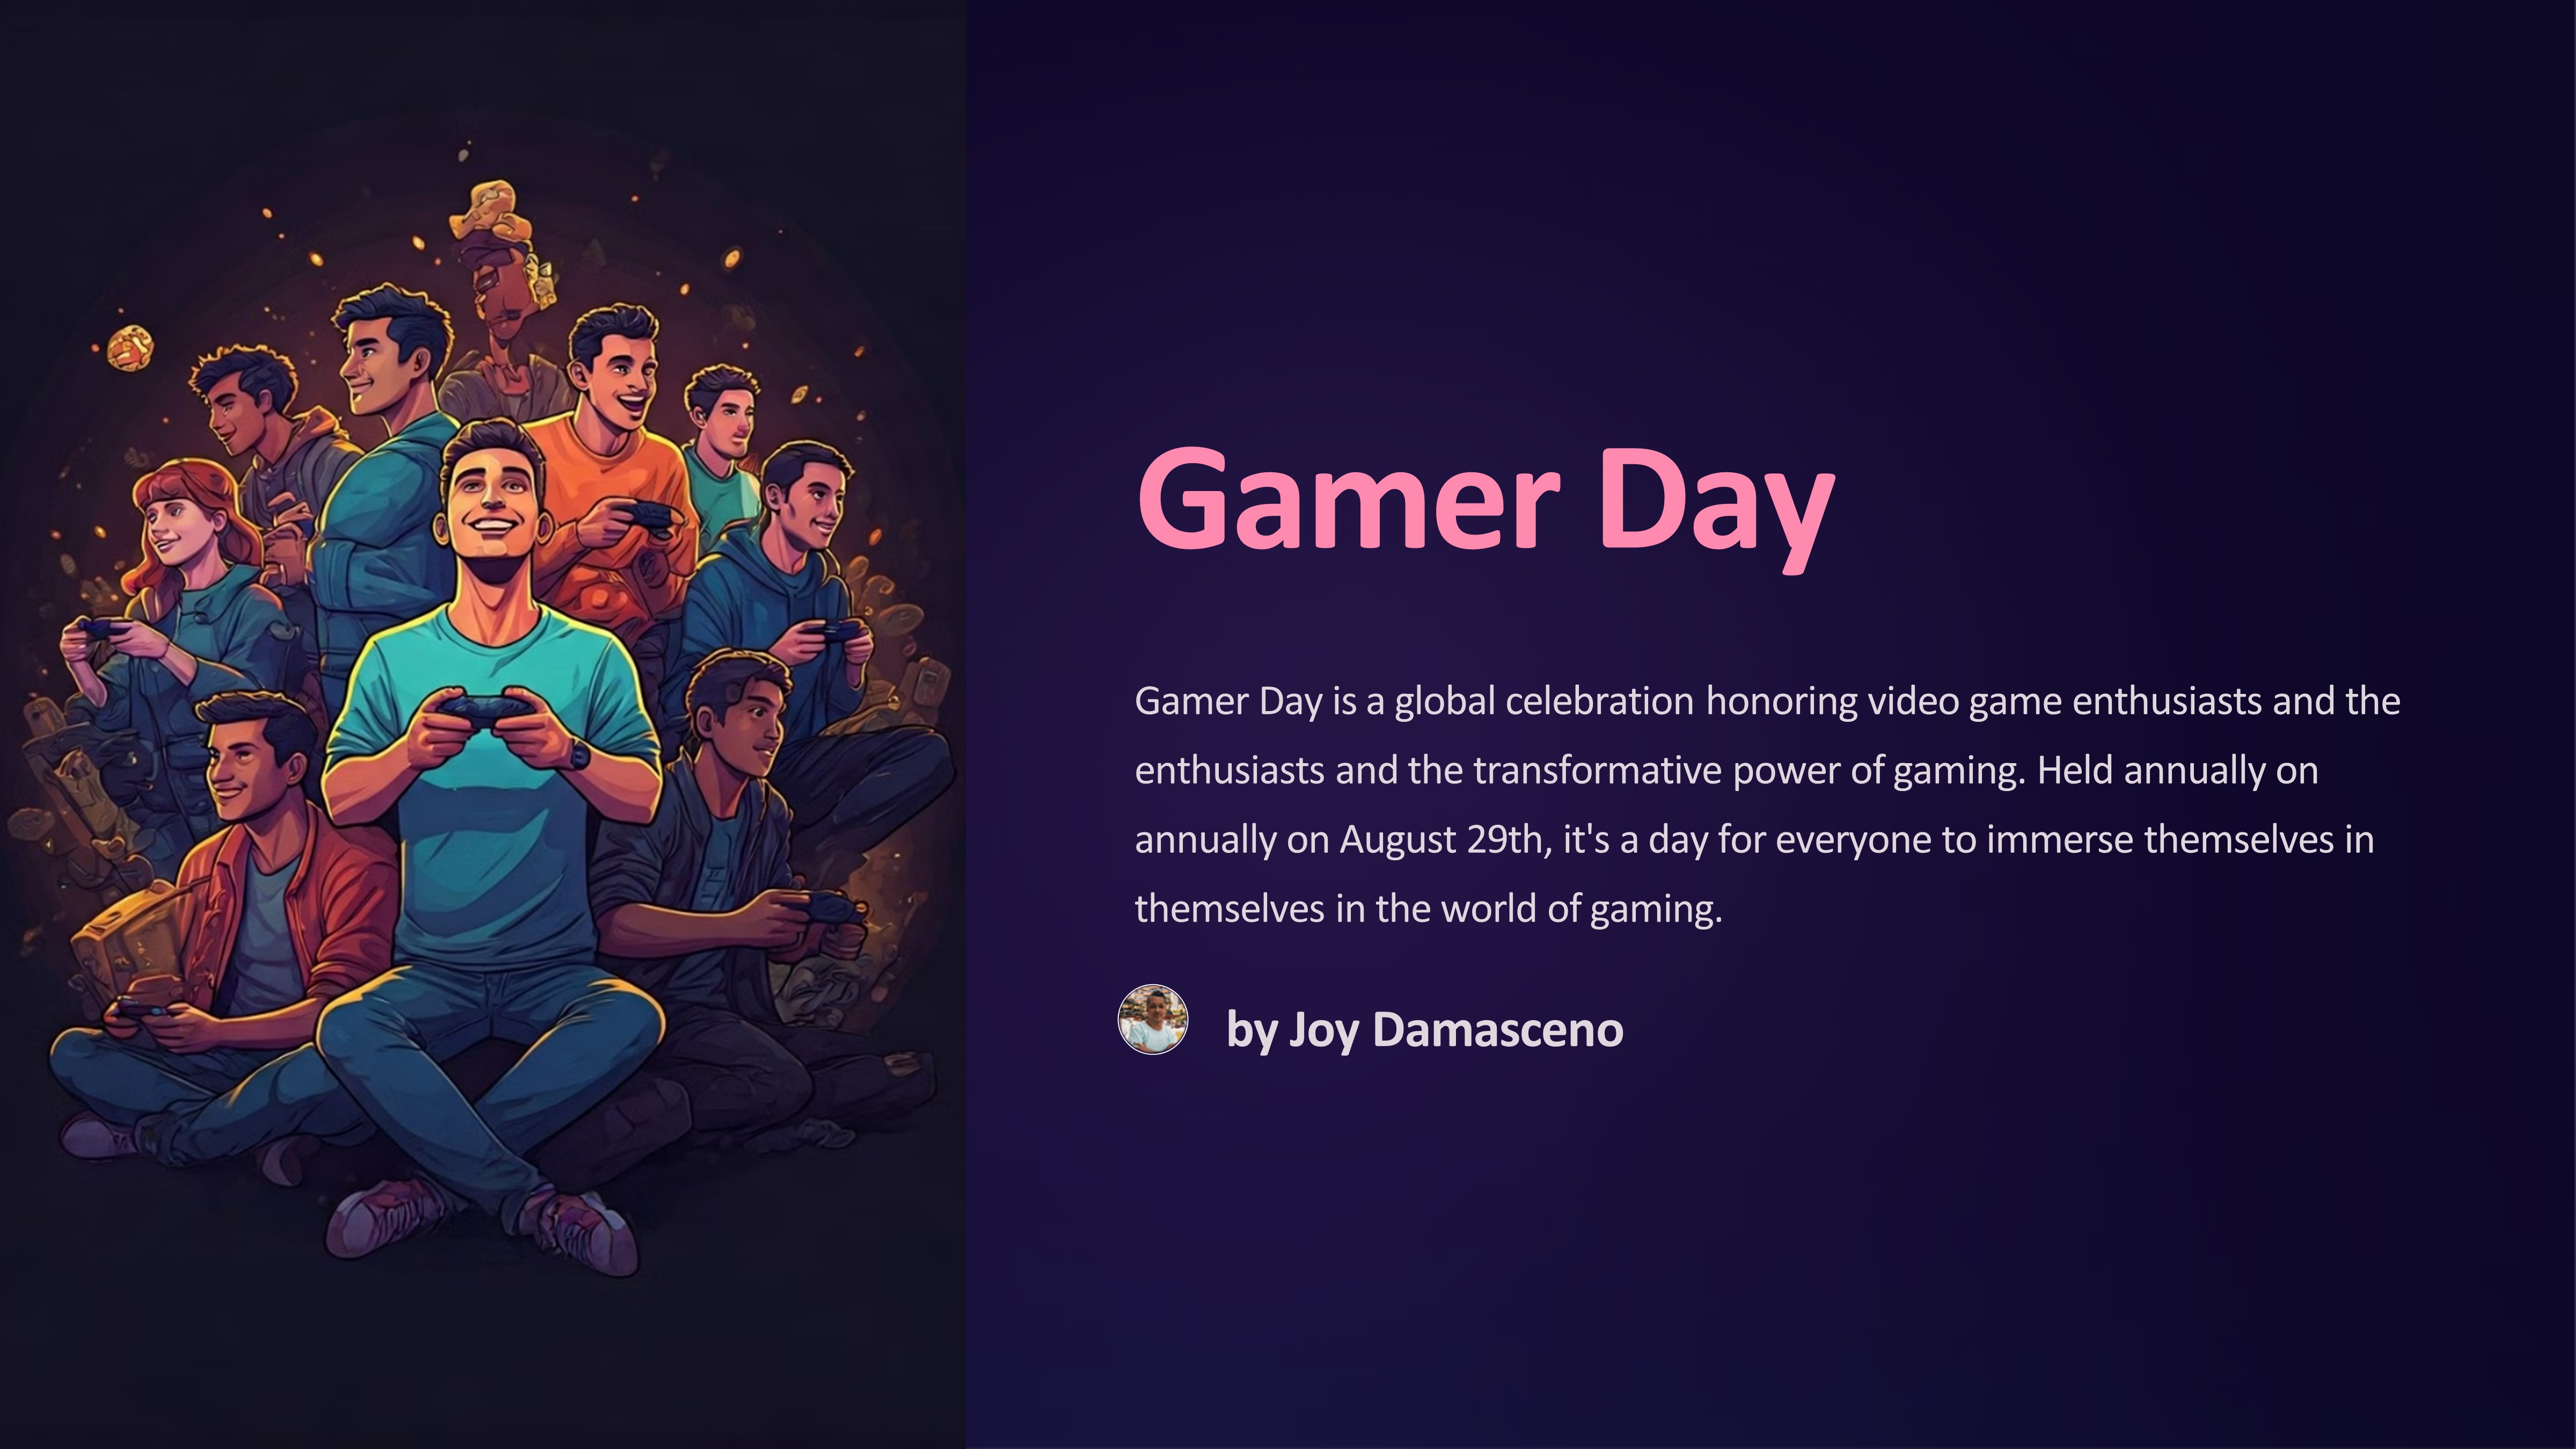 Gamer Day
Gamer Day is a global celebration honoring video game enthusiasts and the
enthusiasts and the transformative power of gaming. Held annually on
annually on August 29th, it's a day for everyone to immerse themselves in
themselves in the world of gaming.
by Joy Damasceno